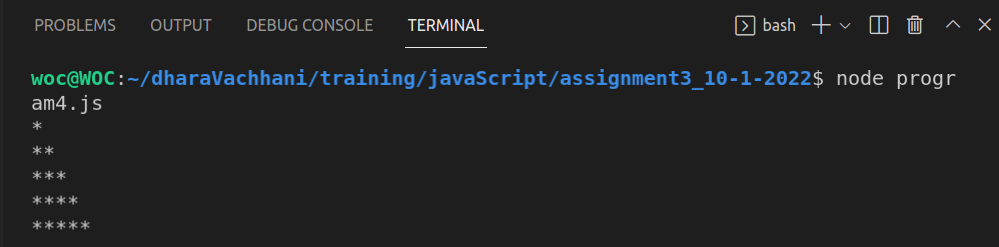 PROBLEMS OUTPUT DEBUG CONSOLE TERMINAL bash
woc@WOC:~/dharaVachhani/training/javaScript/assignment3_10-1-2022$ node progr
am4.js
*
**
***
****
*****